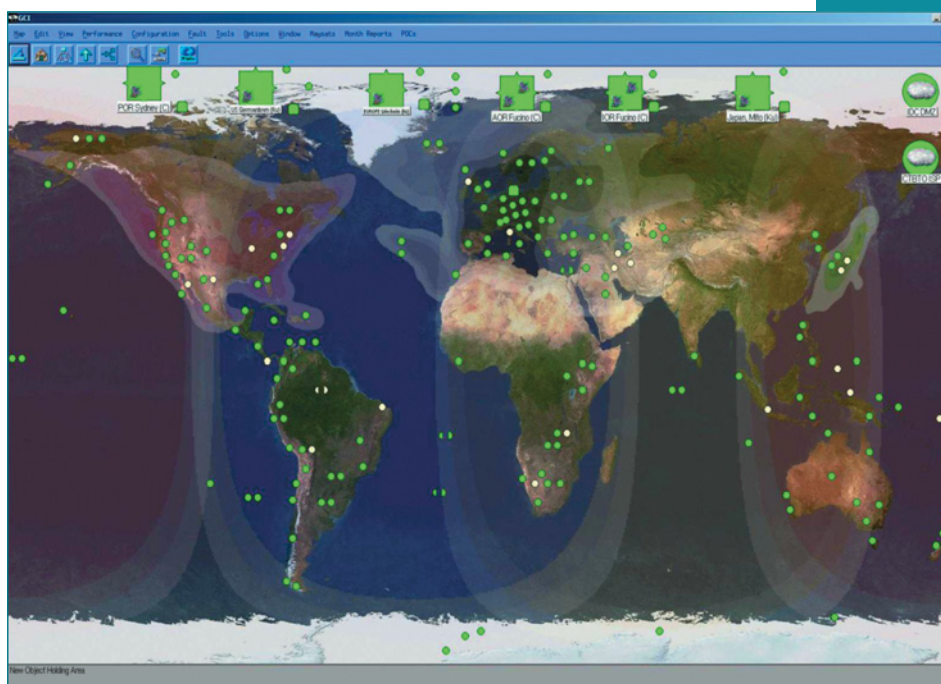 GCI
Map Edit View Performance Configuration Fault Tools Options Window Mapsets Month Reports POCs
POR Sydney (C)
AOR Fucino (C)
IOR Fucino (C)
Japan, Mito (Ku)
IDC DMZ
CTBTO ISP
New Object Holding Area